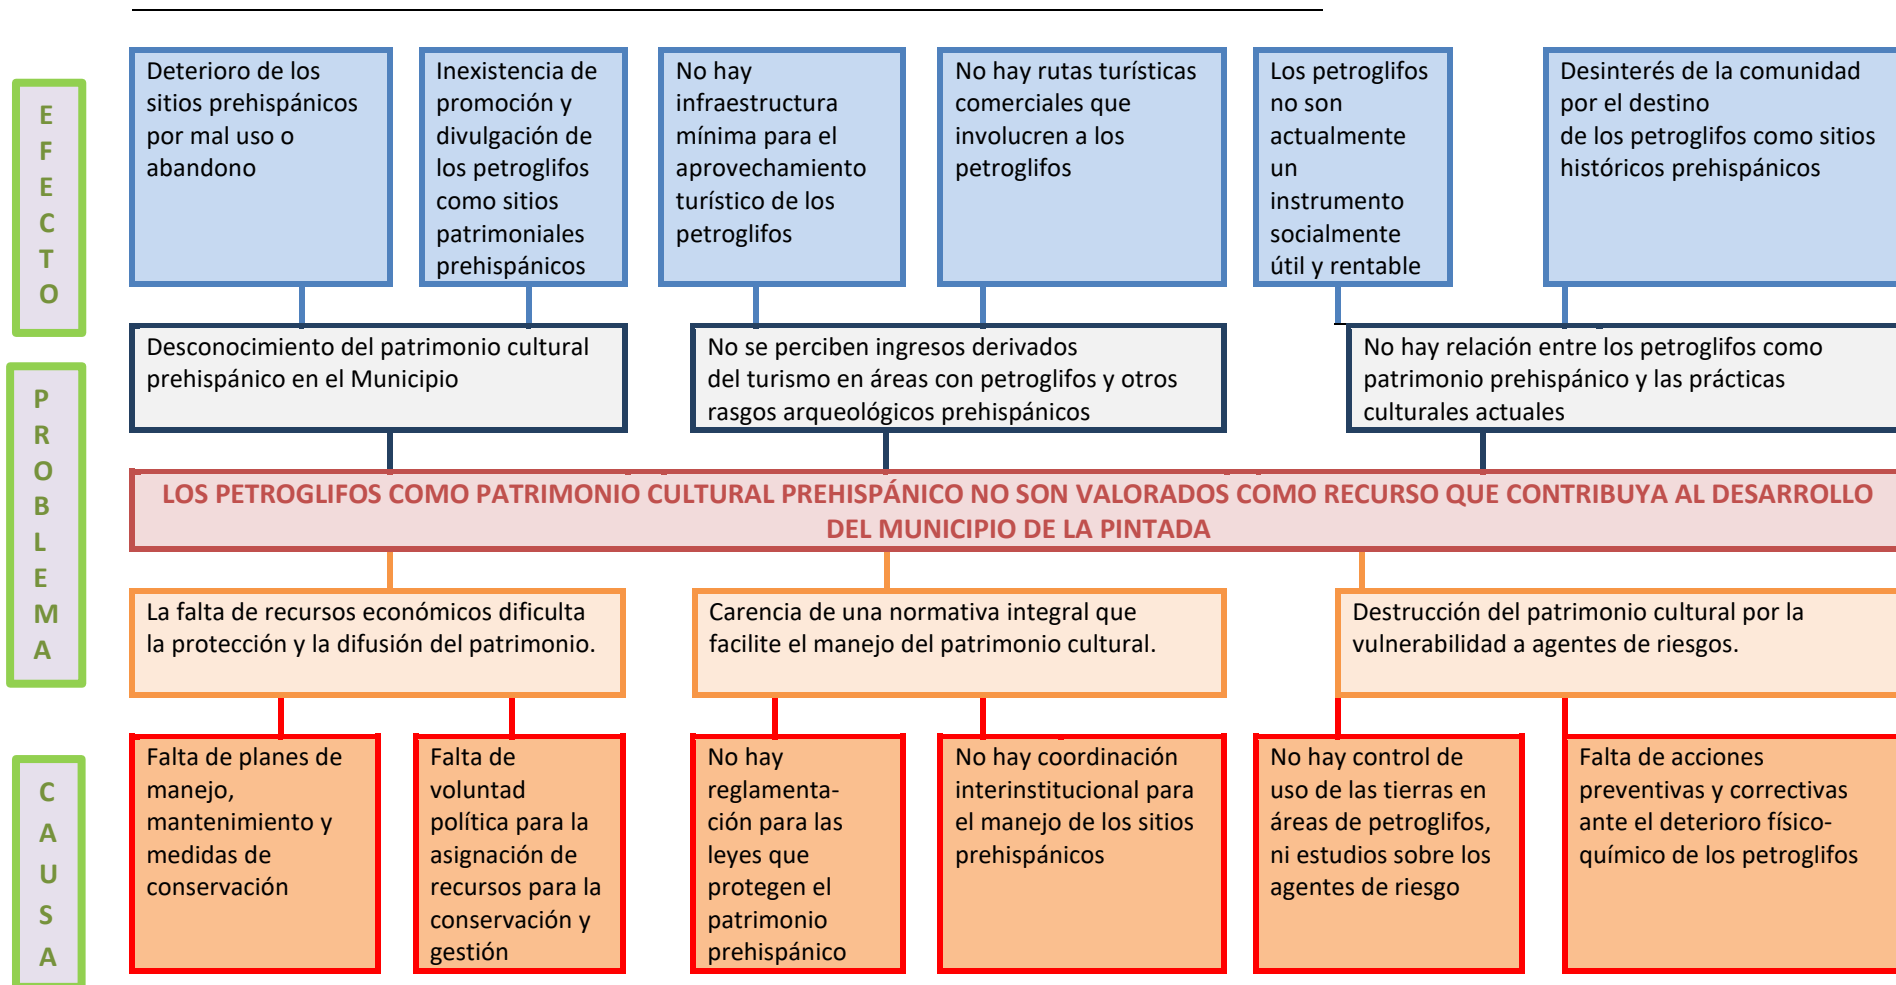 EFECTO
Deterioro de los
sitios prehispánicos
por mal uso o
abandono
Inexistencia de
promoción y
divulgación de
los petroglifos
como sitios
patrimoniales
prehispánicos
No hay
infraestructura
mínima para el
aprovechamiento
turístico de los
petroglifos
No hay rutas turísticas
comerciales que
involucren a los
petroglifos
Los petroglifos
no son
actualmente
un
instrumento
socialmente
útil y rentable
Desinterés de la comunidad
por el destino
de los petroglifos como sitios
históricos prehispánicos
PROBLEMA
Desconocimiento del patrimonio cultural
prehispánico en el Municipio
No se perciben ingresos derivados
del turismo en áreas con petroglifos y otros
rasgos arqueológicos prehispánicos
No hay relación entre los petroglifos como
patrimonio prehispánico y las prácticas
culturales actuales
LOS PETROGLIFOS COMO PATRIMONIO CULTURAL PREHISPÁNICO NO SON VALORADOS COMO RECURSO QUE CONTRIBUYA AL DESARROLLO
DEL MUNICIPIO DE LA PINTADA
La falta de recursos económicos dificulta
la protección y la difusión del patrimonio.
Carencia de una normativa integral que
facilite el manejo del patrimonio cultural.
Destrucción del patrimonio cultural por la
vulnerabilidad a agentes de riesgos.
CAUSA
Falta de planes de
manejo,
mantenimiento y
medidas de
conservación
Falta de
voluntad
política para la
asignación de
recursos para la
conservación y
gestión
No hay
reglamenta-
ción para las
leyes que
protegen el
patrimonio
prehispánico
No hay coordinación
interinstitucional para
el manejo de los sitios
prehispánicos
No hay control de
uso de las tierras en
áreas de petroglifos,
ni estudios sobre los
agentes de riesgo
Falta de acciones
preventivas y correctivas
ante el deterioro físico-
químico de los petroglifos